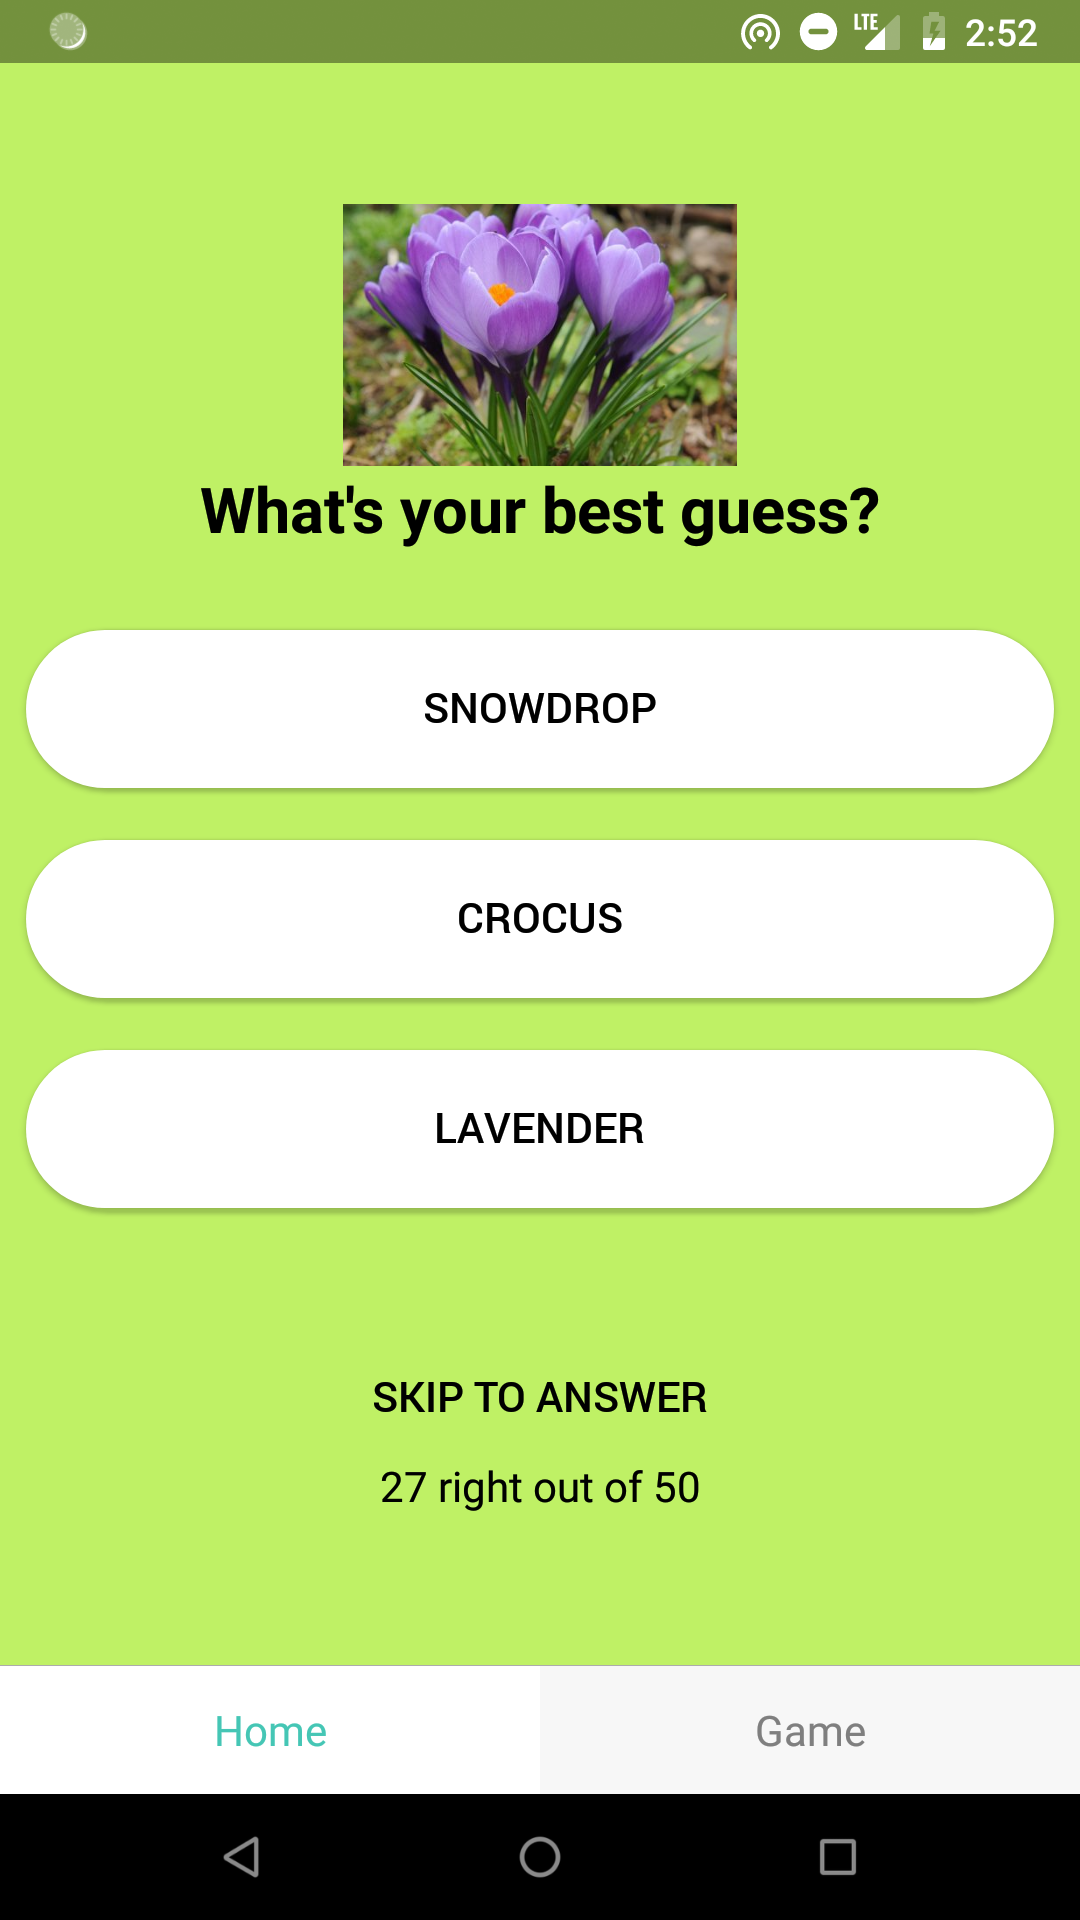 LTE 2:52
What's your best guess?
SNOWDROP
CROCUS
LAVENDER
SKIP TO ANSWER
27 right out of 50
Home Game